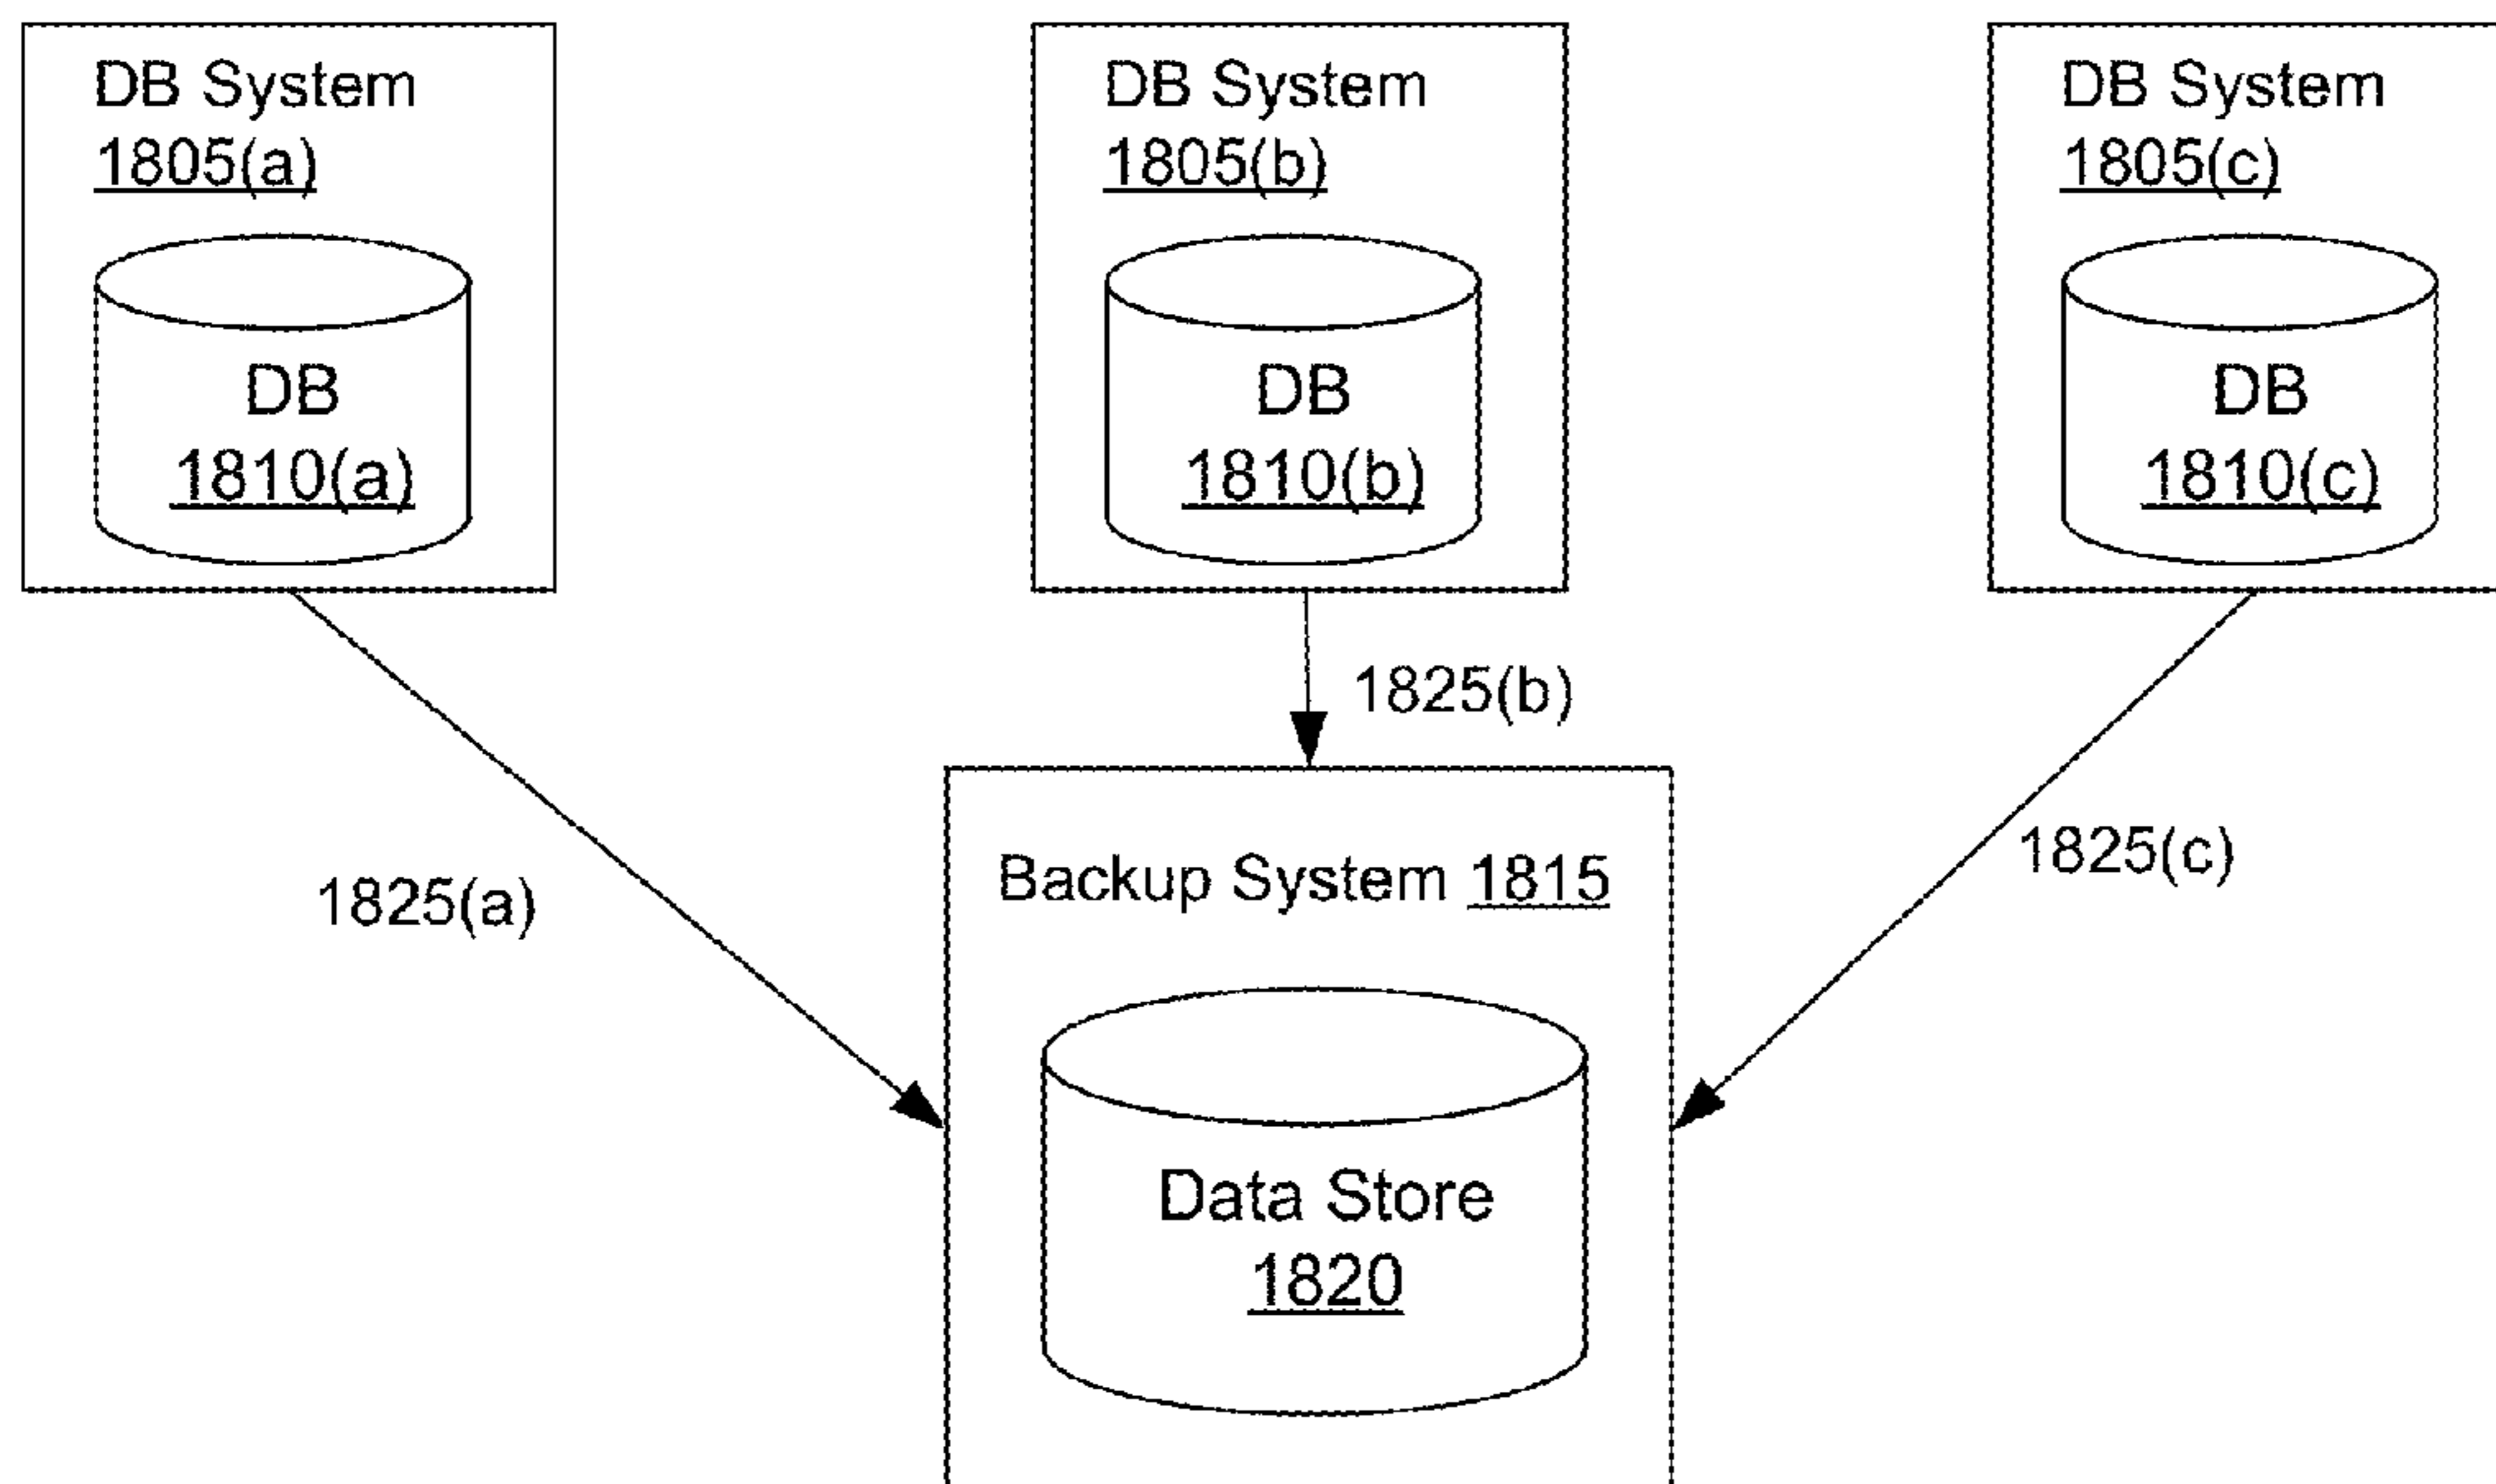 DB System
1805(a)
DB
1810(a)
DB System
1805(b)
DB
1810(b)
DB System
1805(c)
DB
1810(c)
1825(a)
1825(b)
1825(c)
Backup System 1815
Data Store
1820